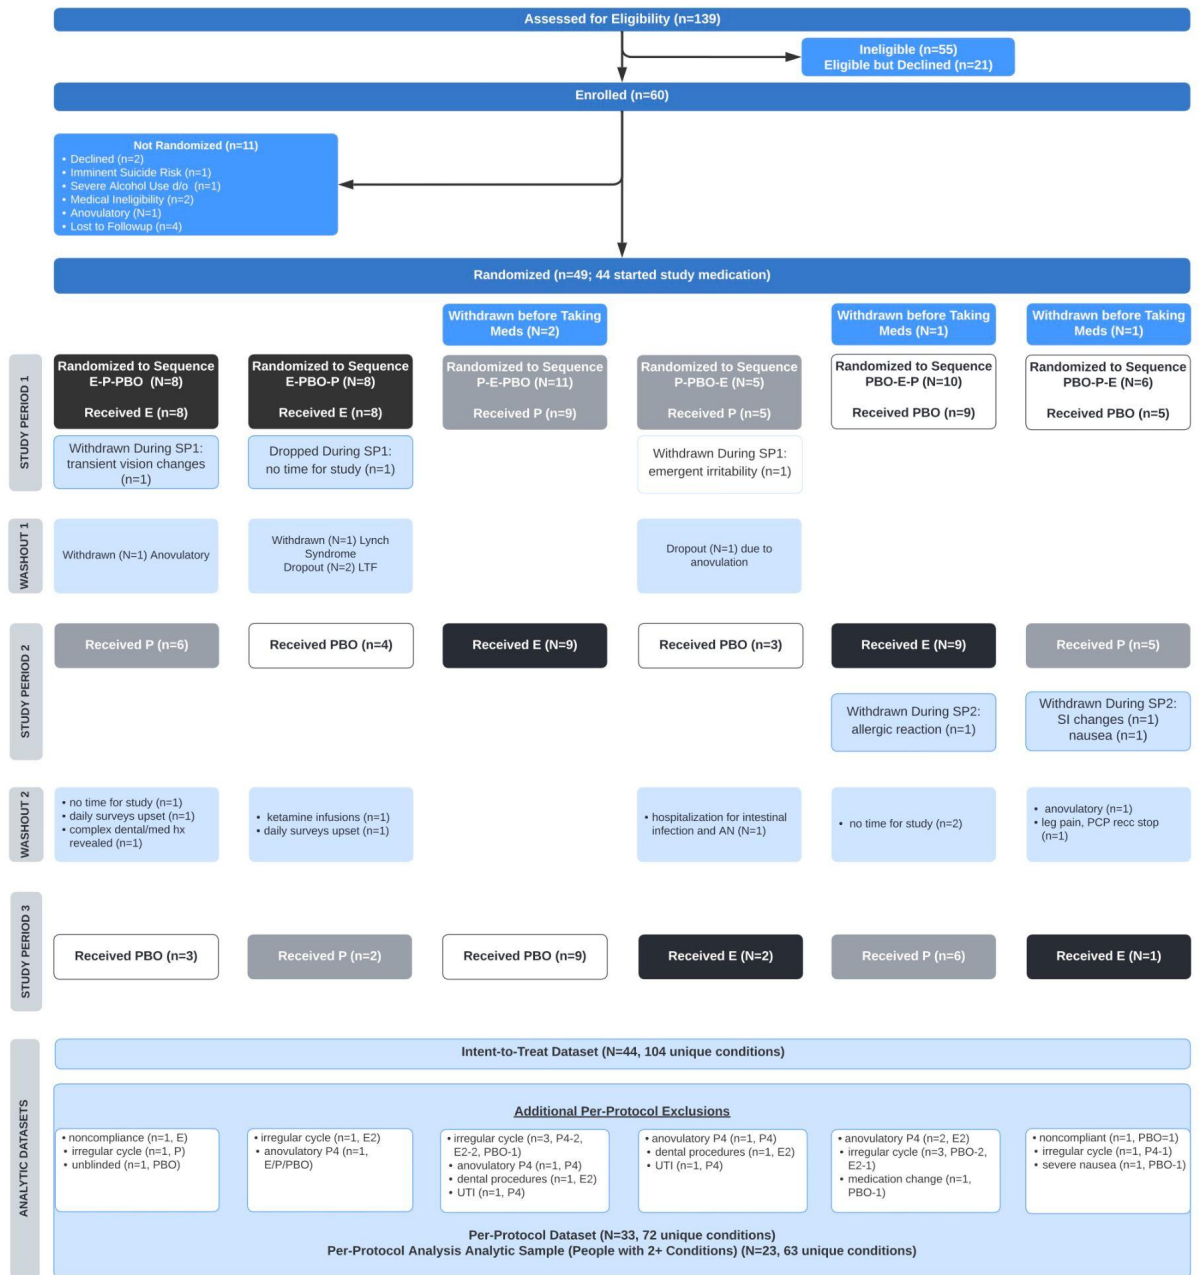 Assessed for Eligibility (n=139)
Ineligible (n=55)
Eligible but Declined (n=21)
Enrolled (n=60)
Not Randomized (n=11)
• Declined (n=2)
• Imminent Suicide Risk (n=1)
• Severe Alcohol Use d/o (n=1)
• Medical Ineligibility (n=2)
• Anovulatory (N=1)
• Lost to Followup (n=4)
Randomized (n=49; 44 started study medication)
Withdrawn before Taking
Meds (N=2)
Withdrawn before Taking
Meds (N=1)
Withdrawn before Taking
Meds (N=1)
STUDY PERIOD 1
Randomized to Sequence
E-P-PBO (N=8)
Received E (n=8)
Randomized to Sequence
E-PBO-P (N=8)
Received E (n=8)
Randomized to Sequence
P-E-PBO (N=11)
Received P (n=9)
Randomized to Sequence
P-PBO-E (N=5)
Received P (n=5)
Randomized to Sequence
PBO-E-P (N=10)
Received PBO (n=9)
Randomized to Sequence
PBO-P-E (N=6)
Received PBO (n=5)
Withdrawn During SP1:
transient vision changes
(n=1)
Dropped During SP1:
no time for study (n=1)
Withdrawn During SP1:
emergent irritability (n=1)
WASHOUT 1
Withdrawn (N=1) Anovulatory
Withdrawn (N=1) Lynch
Syndrome
Dropout (N=2) LTF
Dropout (N=1) due to
anovulation
STUDY PERIOD 2
Received P (n=6)
Received PBO (n=4)
Received E (N=9)
Received PBO (n=3)
Received E (N=9)
Received P (n=5)
Withdrawn During SP2:
allergic reaction (n=1)
Withdrawn During SP2:
SI changes (n=1)
nausea (n=1)
WASHOUT 2
• no time for study (n=1)
• daily surveys upset (n=1)
• complex dental/med hx
revealed (n=1)
• ketamine infusions (n=1)
• daily surveys upset (n=1)
• hospitalization for intestinal
infection and AN (N=1)
• no time for study (n=2)
• anovulatory (n=1)
• leg pain, PCP recc stop
(n=1)
STUDY PERIOD 3
Received PBO (n=3)
Received P (n=2)
Received PBO (n=9)
Received E (N=2)
Received P (n=6)
Received E (N=1)
ANALYTIC DATASETS
Intent-to-Treat Dataset (N=44, 104 unique conditions)
Additional Per-Protocol Exclusions
• noncompliance (n=1, E)
• irregular cycle (n=1, P)
• unblinded (n=1, PBO)
• irregular cycle (n=1, E2)
• anovulatory P4 (n=1,
E/P/PBO)
• irregular cycle (n=3, P4-2,
E2-2, PBO-1)
• anovulatory P4 (n=1, P4)
• dental procedures (n=1, E2)
• UTI (n=1, P4)
• anovulatory P4 (n=1, P4)
• dental procedures (n=1, E2)
• UTI (n=1, P4)
• anovulatory P4 (n=2, E2)
• irregular cycle (n=3, PBO-2,
E2-1)
• medication change (n=1,
PBO-1)
• noncompliant (n=1, PBO=1)
• irregular cycle (n=1, P4-1)
• severe nausea (n=1, PBO-1)
Per-Protocol Dataset (N=33, 72 unique conditions)
Per-Protocol Analysis Analytic Sample (People with 2+ Conditions) (N=23, 63 unique conditions)